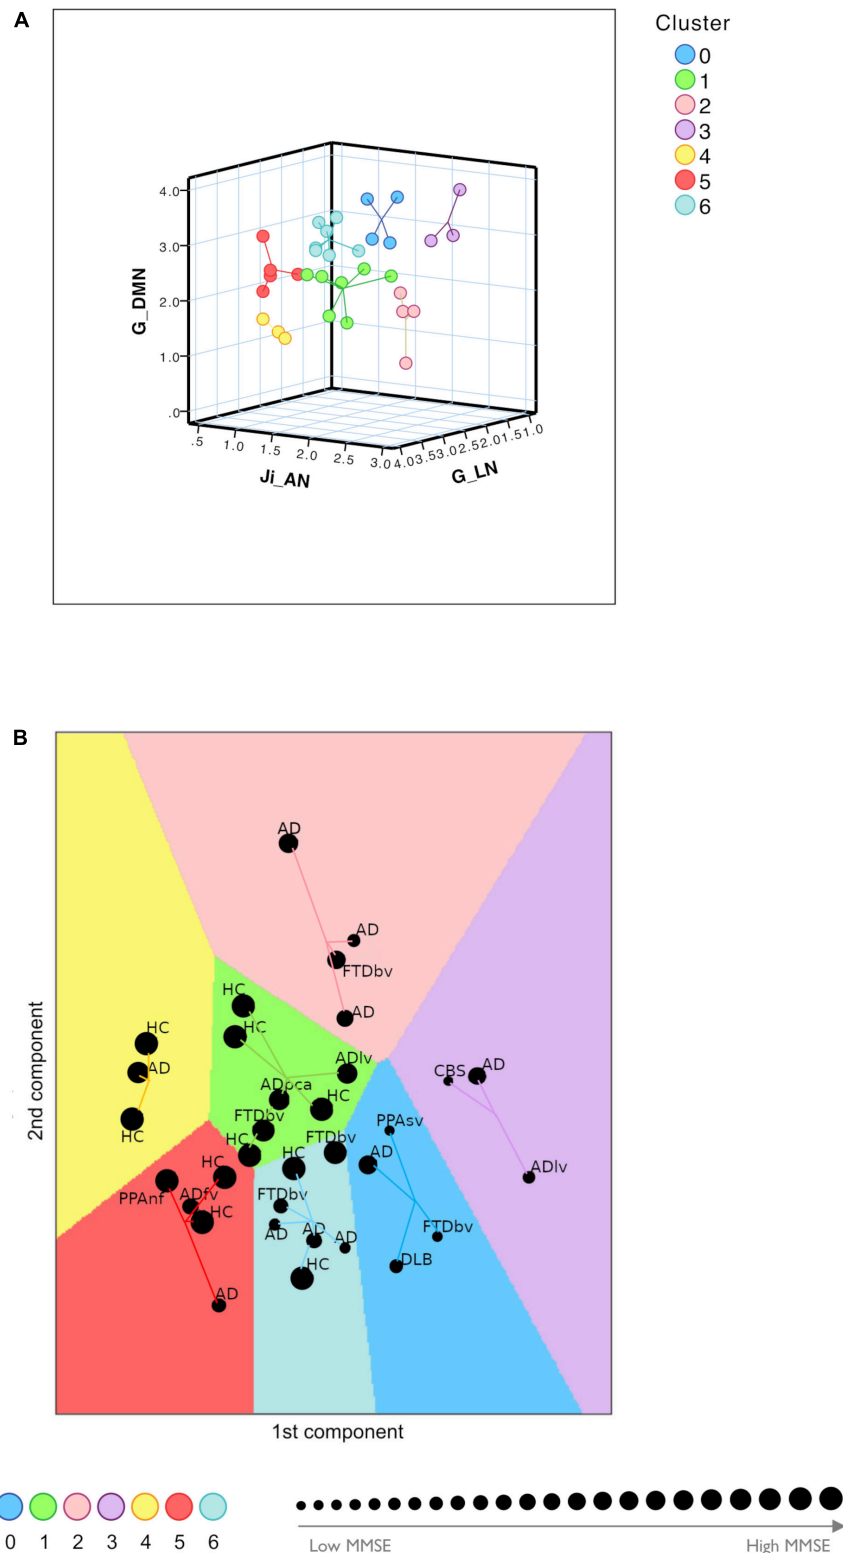 A
Cluster
0
1
2
3
4
5
6
4.0
3.0
2.0
1.0
.0
G_DMN
.5 1.0 1.5 2.0 2.5 3.0
Ji_AN
4.0 3.5 3.0 2.5 2.0 1.5 1.0
G_LN
B
AD
AD
FTDbv
AD
HC
HC
HC
AD
HC
ADlv
ADpca
HC
FTDbv
HC
FTDbv
CBS
AD
ADlv
PPAsv
AD
FTDbv
DLB
HC
FTDbv
AD
AD
AD
HC
HC
PPAnf
ADfv
HC
AD
2nd component
1st component
0 1 2 3 4 5 6
Low MMSE
High MMSE